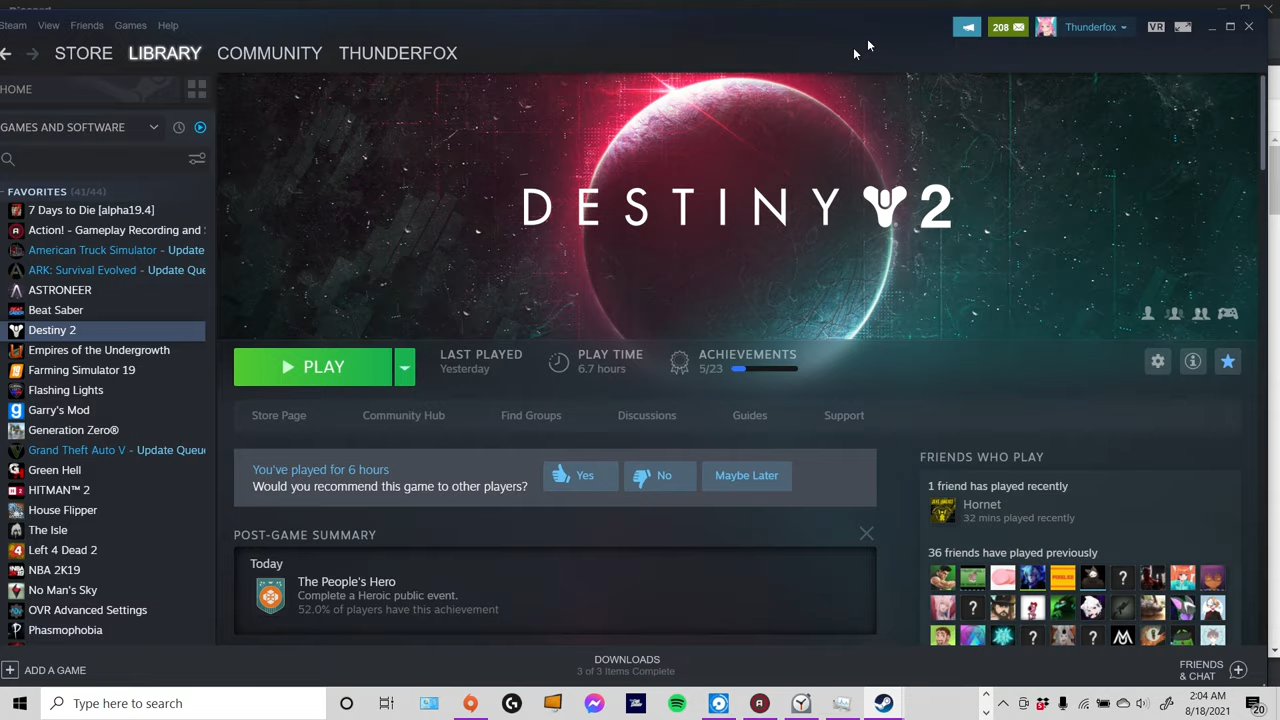 Steam View Friends Games Help
208 Thunderfox VR
STORE LIBRARY COMMUNITY THUNDERFOX
HOME
GAMES AND SOFTWARE
FAVORITES (41/44)
7 Days to Die [alpha19.4]
Action! - Gameplay Recording and
American Truck Simulator - Update
ARK: Survival Evolved - Update Que
ASTRONEER
Beat Saber
Destiny 2
Empires of the Undergrowth
Farming Simulator 19
Flashing Lights
Garry's Mod
Generation Zero®
Grand Theft Auto V - Update Queu
Green Hell
HITMAN™ 2
House Flipper
The Isle
Left 4 Dead 2
NBA 2K19
No Man's Sky
OVR Advanced Settings
Phasmophobia
ADD A GAME
DESTINY 2
PLAY
LAST PLAYED
Yesterday
PLAY TIME
6.7 hours
ACHIEVEMENTS
5/23
Store Page Community Hub Find Groups Discussions Guides Support
You've played for 6 hours
Would you recommend this game to other players?
Yes No Maybe Later
POST-GAME SUMMARY
Today
The People's Hero
Complete a Heroic public event.
52.0% of players have this achievement
FRIENDS WHO PLAY
1 friend has played recently
Hornet
32 mins played recently
36 friends have played previously
DOWNLOADS
3 of 3 Items Complete
FRIENDS
& CHAT
Type here to search
2:04 AM
8/18/2021
20